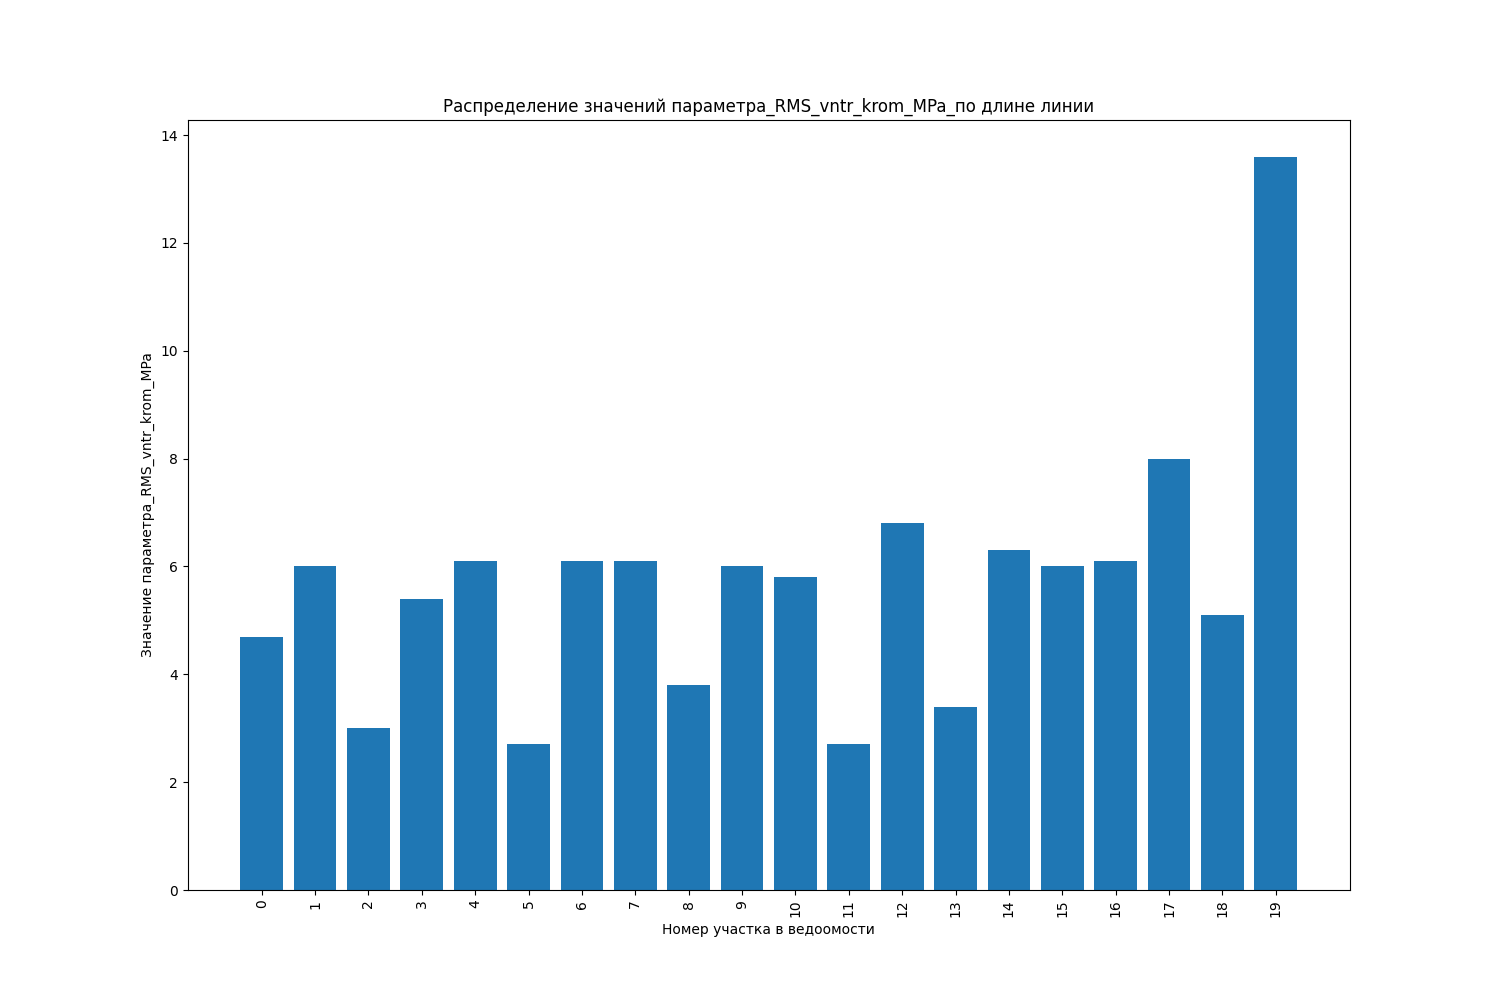 Распределение значений параметра_RMS_vntr_krom_MPa_по длине линии
Значение параметра_RMS_vntr_krom_MPa
14
12
10
8
6
4
2
0
0 1 2 3 4 5 6 7 8 9 10 11 12 13 14 15 16 17 18 19
Номер участка в ведоомости